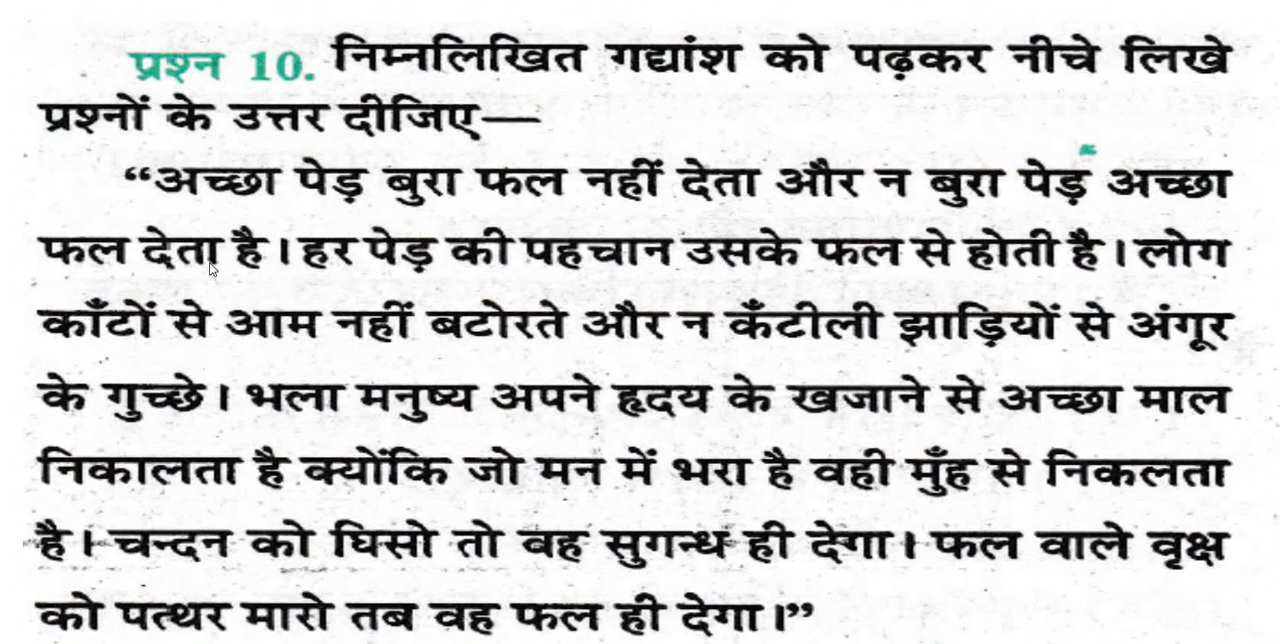 प्रश्न 10. निम्नलिखित गद्यांश को पढ़कर नीचे लिखे
प्रश्नों के उत्तर दीजिए—
“अच्छा पेड़ बुरा फल नहीं देता और न बुरा पेड़ अच्छा
फल देता है। हर पेड़ की पहचान उसके फल से होती है। लोग
काँटों से आम नहीं बटोरते और न कँटीली झाड़ियों से अंगूर
के गुच्छे। भला मनुष्य अपने हृदय के खजाने से अच्छा माल
निकालता है क्योंकि जो मन में भरा है वही मुँह से निकलता
है। चन्दन को घिसो तो वह सुगन्ध ही देगा। फल वाले वृक्ष
को पत्थर मारो तब वह फल ही देगा।”